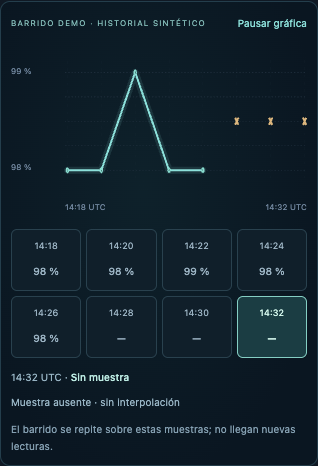 BARRIDO DEMO · HISTORIAL SINTÉTICO
Pausar gráfica
99 %
98 %
14:18 UTC
14:32 UTC
14:18
14:20
14:22
14:24
98 %
98 %
99 %
98 %
14:26
14:28
14:30
14:32
98 %
—
—
—
14:32 UTC · Sin muestra
Muestra ausente · sin interpolación
El barrido se repite sobre estas muestras; no llegan nuevas
lecturas.